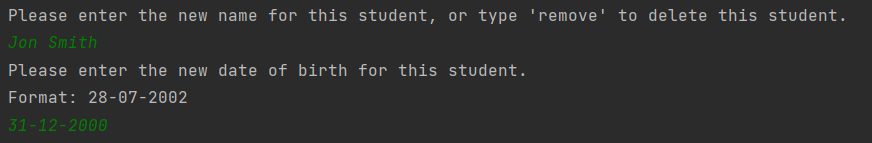 Please enter the new name for this student, or type 'remove' to delete this student.
Jon Smith
Please enter the new date of birth for this student.
Format: 28-07-2002
31-12-2000